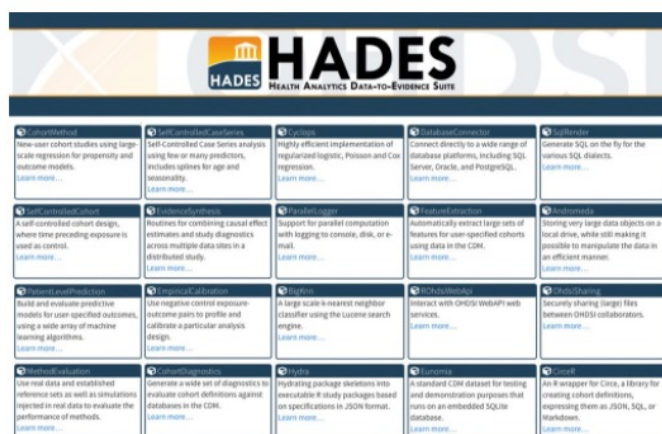 HADES
HADES
HEALTH ANALYTICS DATA-TO-EVIDENCE SUITE
CohortMethod
New-user cohort studies using large-
scale regression for propensity and
outcome models.
Learn more...
SelfControlledCaseSeries
Self-Controlled Case Series analysis
using few or many predictors,
includes splines for age and
seasonality.
Learn more...
Cyclops
Highly efficient implementation of
regularized logistic, Poisson and Cox
regression.
Learn more...
DatabaseConnector
Connect directly to a wide range of
database platforms, including SQL
Server, Oracle, and PostgreSQL.
Learn more...
SqlRender
Generate SQL on the fly for the
various SQL dialects.
Learn more...
SelfControlledCohort
A self-controlled cohort design,
where time preceding exposure is
used as control.
Learn more...
EvidenceSynthesis
Routines for combining causal effect
estimates and study diagnostics
across multiple data sites in a
distributed study.
Learn more...
ParallelLogger
Support for parallel computation
with logging to console, disk, or e-
mail.
Learn more...
FeatureExtraction
Automatically extract large sets of
features for user-specified cohorts
using data in the CDM.
Learn more...
Andromeda
Storing very large data objects on a
local drive, while still making it
possible to manipulate the data in
an efficient manner.
Learn more...
PatientLevelPrediction
Build and evaluate predictive
models for user-specified outcomes,
using a wide array of machine
learning algorithms.
Learn more...
EmpiricalCalibration
Use negative control exposure-
outcome pairs to profile and
calibrate a particular analysis
design.
Learn more...
BigKnn
A large scale k-nearest neighbor
classifier using the Lucene search
engine.
Learn more...
ROhdsiWebApi
Interact with OHDSI WebAPI web
services.
Learn more...
OhdsiSharing
Securely sharing (large) files
between OHDSI collaborators.
Learn more...
MethodEvaluation
Use real data and established
reference sets as well as simulations
injected in real data to evaluate the
performance of methods.
Learn more...
CohortDiagnostics
Generate a wide set of diagnostics to
evaluate cohort definitions against
databases in the CDM.
Learn more...
Hydra
Hydrating package skeletons into
executable R study packages based
on specifications in JSON format.
Learn more...
Eunomia
A standard CDM dataset for testing
and demonstration purposes that
runs on an embedded SQLite
database.
Learn more...
CirceR
An R wrapper for Circe, a library for
creating cohort definitions,
expressing them as JSON, SQL, or
Markdown.
Learn more...